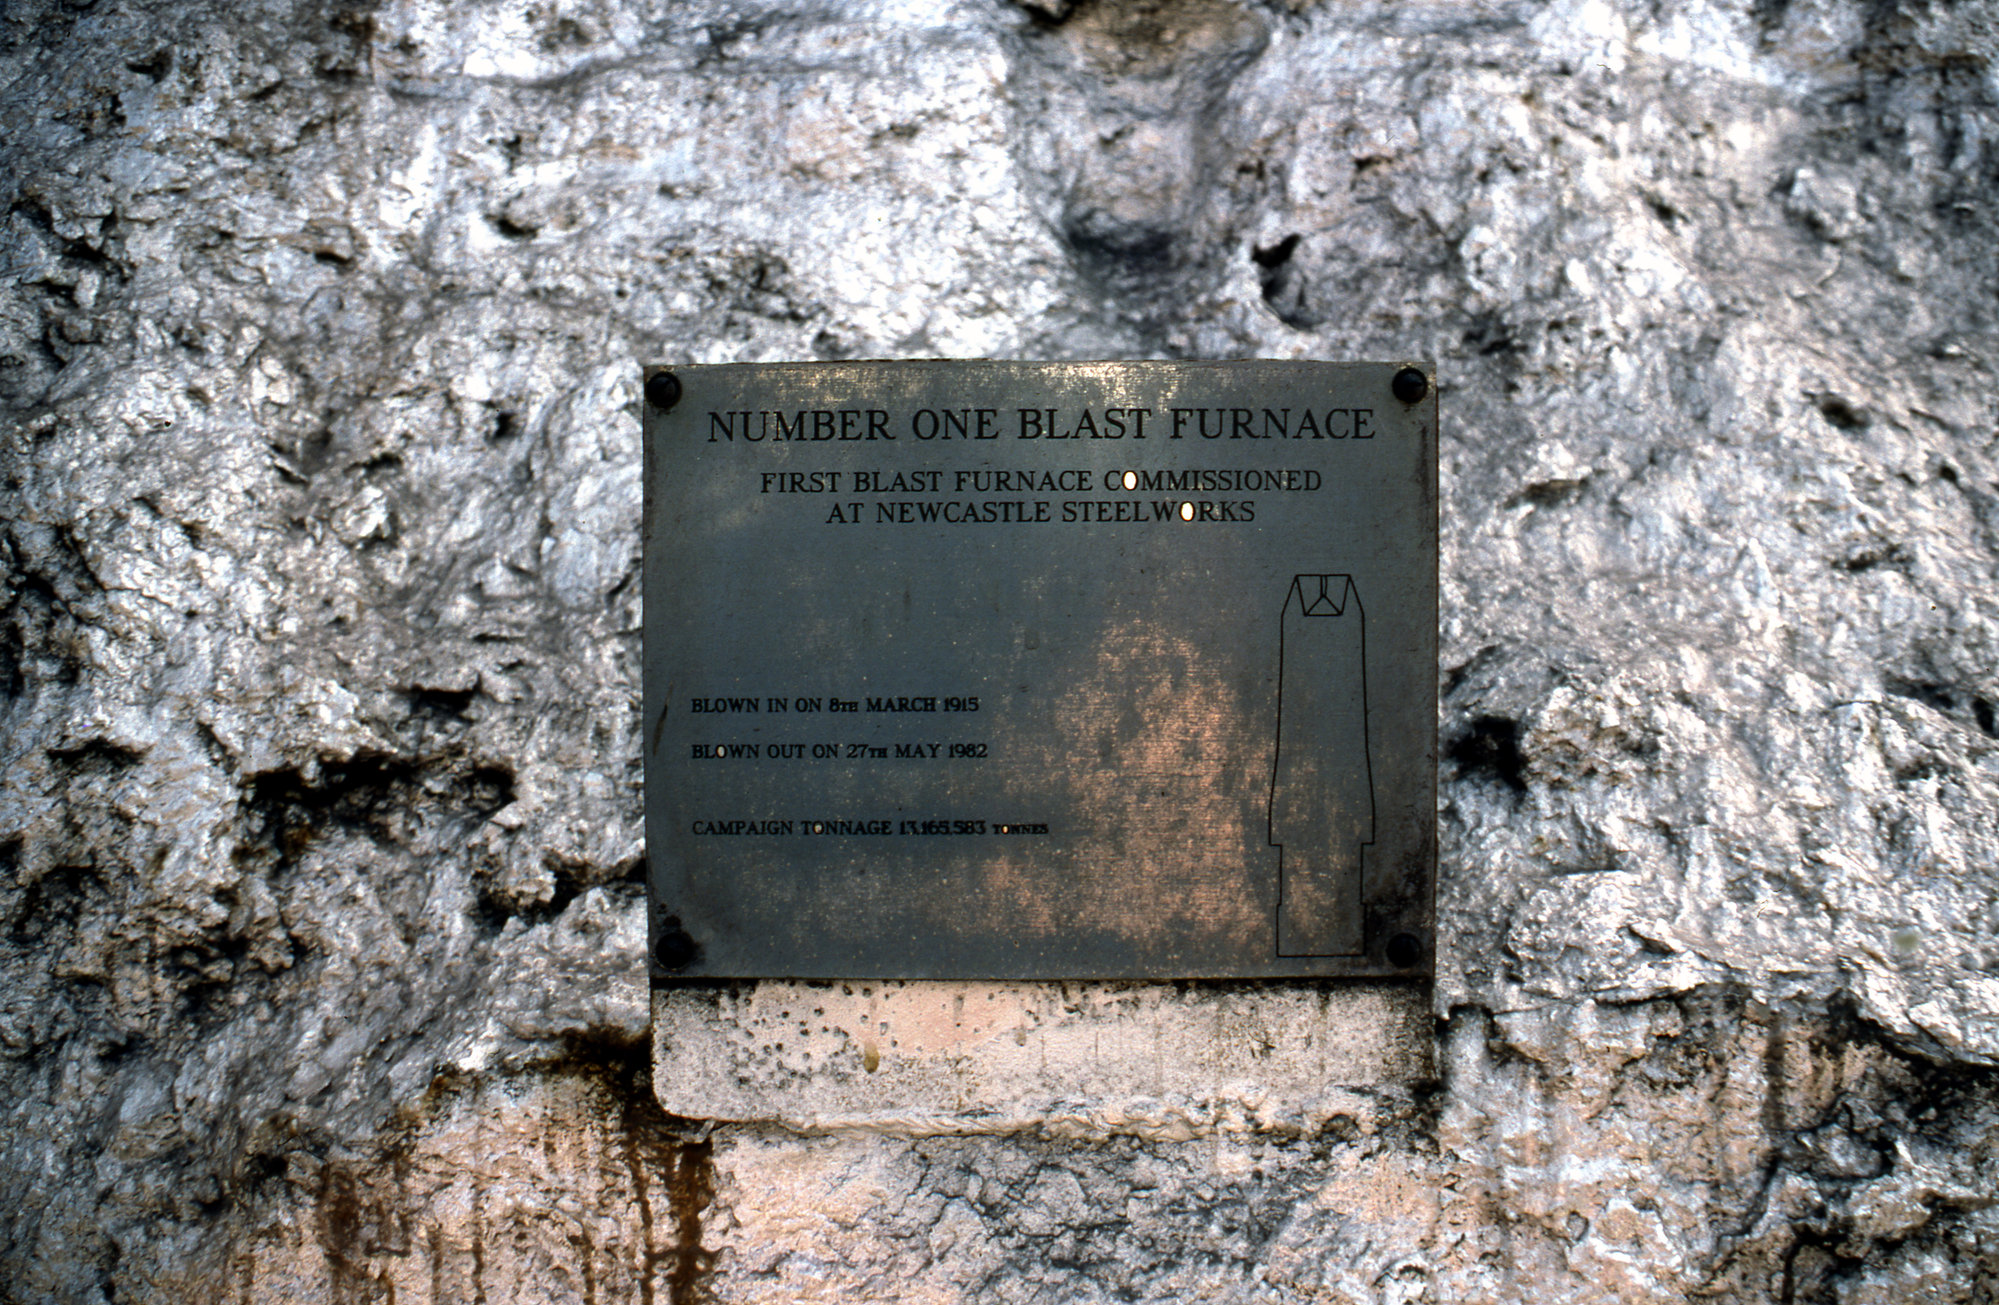 NUMBER ONE BLAST FURNACE
FIRST BLAST FURNACE COMMISSIONED
AT NEWCASTLE STEELWORKS
BLOWN IN ON 8TH MARCH 1915
BLOWN OUT ON 27TH MAY 1982
CAMPAIGN TONNAGE 13,165,583 TONNES